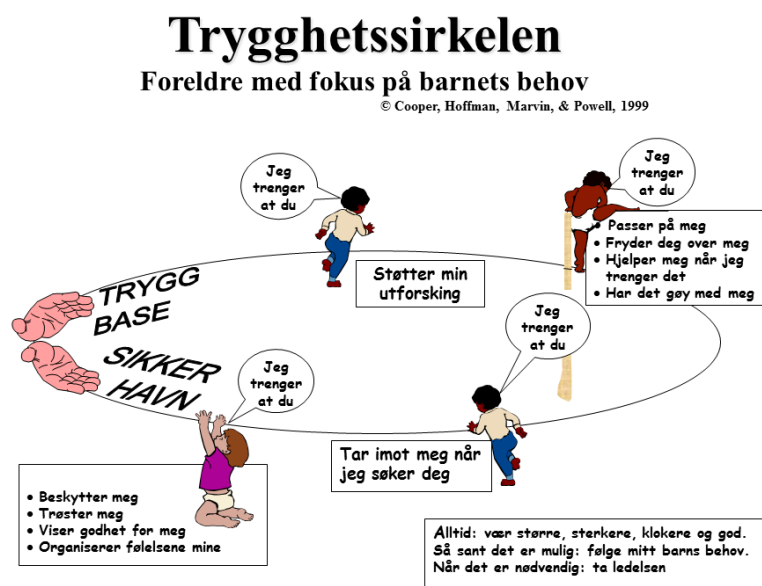 Trygghetssirkelen
Foreldre med fokus på barnets behov
© Cooper, Hoffman, Marvin, & Powell, 1999
Jeg
trenger
at du
Støtter min
utforsking
Jeg
trenger
at du
• Passer på meg
• Fryder deg over meg
• Hjelper meg når jeg
trenger det
• Har det gøy med meg
TRYGG
BASE
SIKKER
HAVN
Jeg
trenger
at du
Tar imot meg når
jeg søker deg
Jeg
trenger
at du
• Beskytter meg
• Trøster meg
• Viser godhet for meg
• Organiserer følelsene mine
Alltid: vær større, sterkere, klokere og god.
Så sant det er mulig: følge mitt barns behov.
Når det er nødvendig: ta ledelsen